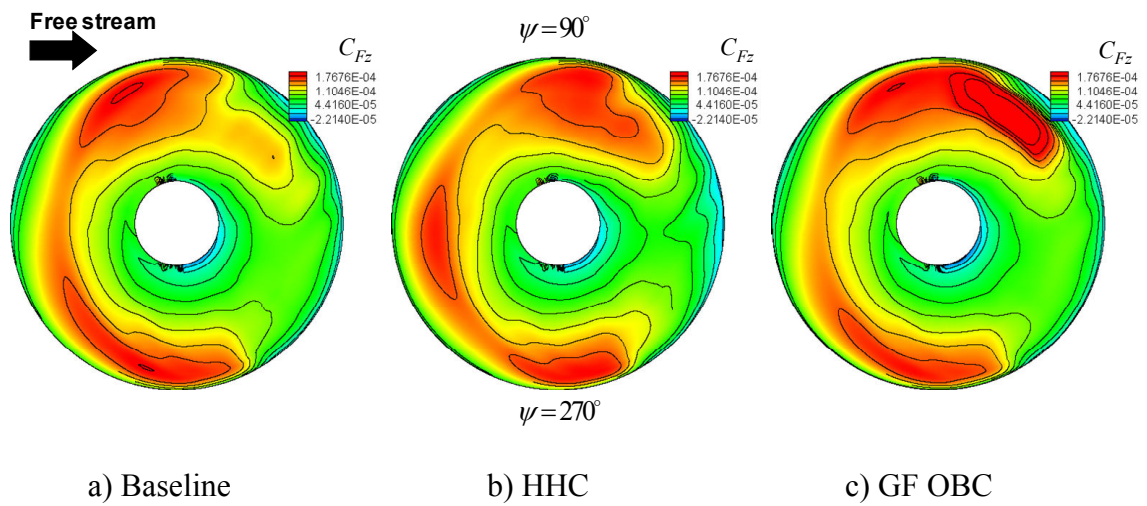 Free stream
ψ = 90°
C_Fz
1.7676E-04
1.1046E-04
4.4160E-05
-2.2140E-05
C_Fz
1.7676E-04
1.1046E-04
4.4160E-05
-2.2140E-05
C_Fz
1.7676E-04
1.1046E-04
4.4160E-05
-2.2140E-05
ψ = 270°
a) Baseline
b) HHC
c) GF OBC